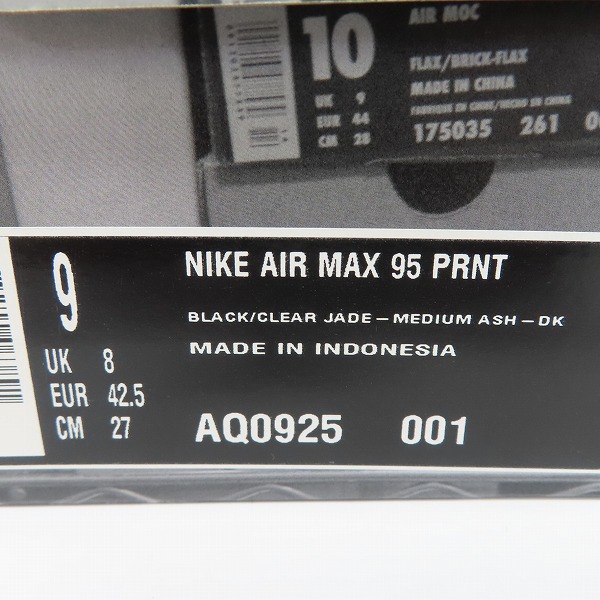 AIR MOC
10
FLAX/BRICK-FLAX
MADE IN CHINA
UK 9
EUR 44
CM 28
175035 261
9
NIKE AIR MAX 95 PRNT
BLACK/CLEAR JADE-MEDIUM ASH-DK
MADE IN INDONESIA
UK 8
EUR 42.5
CM 27
AQ0925 001